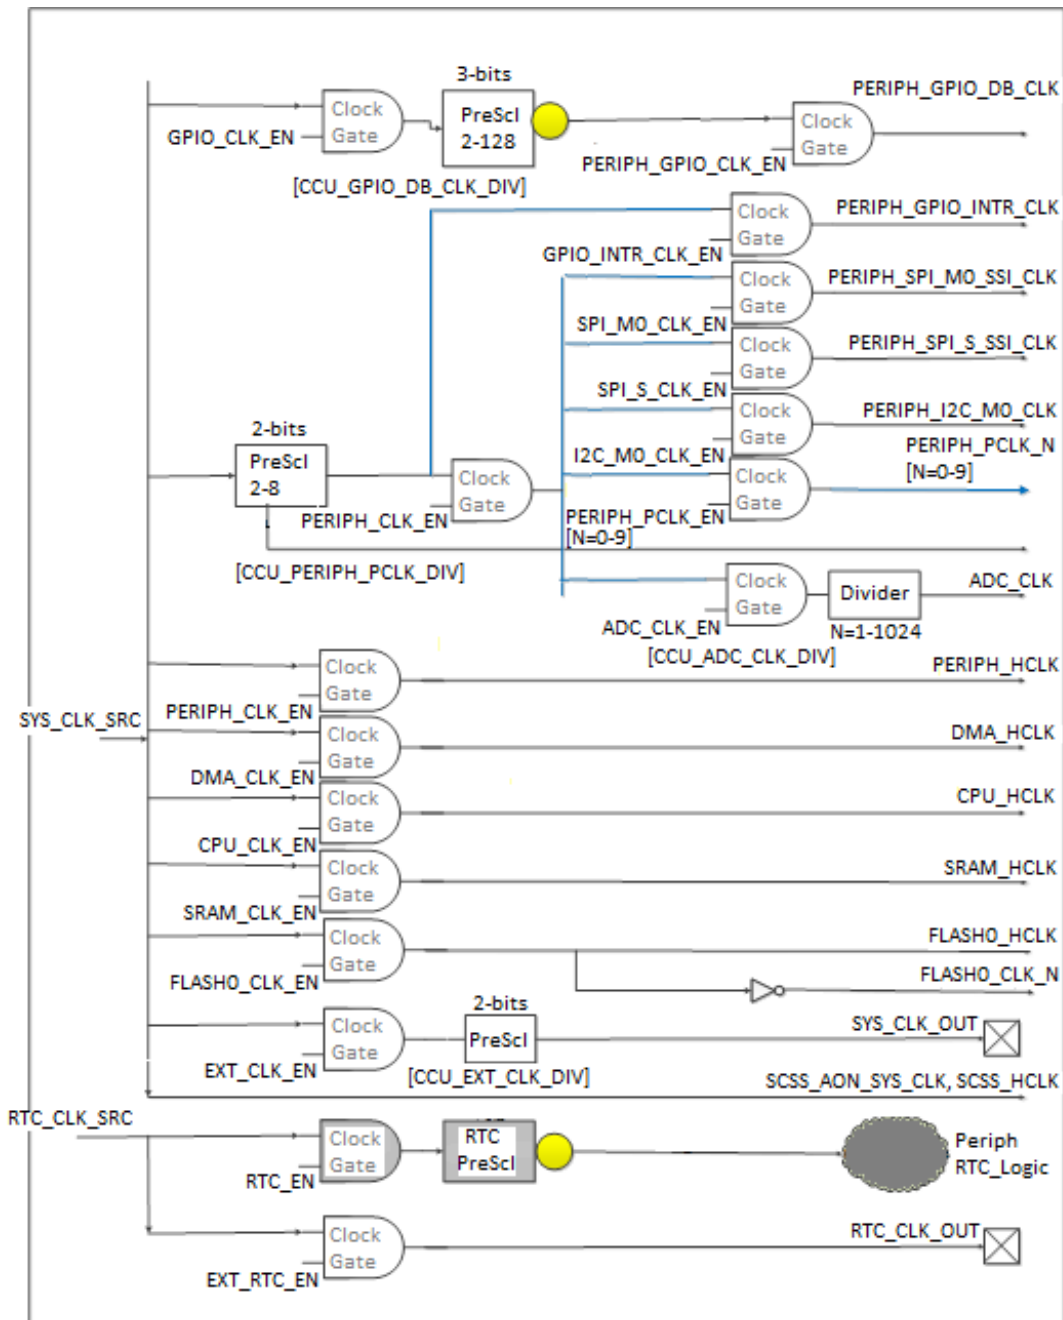 3-bits
PERIPH_GPIO_DB_CLK
Clock
Gate
PreScl
2-128
Clock
Gate
GPIO_CLK_EN
PERIPH_GPIO_CLK_EN
[CCU_GPIO_DB_CLK_DIV]
Clock
Gate
PERIPH_GPIO_INTR_CLK
GPIO_INTR_CLK_EN
Clock
Gate
PERIPH_SPI_M0_SSI_CLK
SPI_M0_CLK_EN
Clock
Gate
PERIPH_SPI_S_SSI_CLK
SPI_S_CLK_EN
Clock
Gate
PERIPH_I2C_M0_CLK
2-bits
I2C_M0_CLK_EN
PERIPH_PCLK_N
[N=0-9]
PreScl
2-8
Clock
Gate
Clock
Gate
PERIPH_CLK_EN
PERIPH_PCLK_EN
[N=0-9]
[CCU_PERIPH_PCLK_DIV]
Clock
Gate
Divider
ADC_CLK
ADC_CLK_EN
N=1-1024
[CCU_ADC_CLK_DIV]
Clock
Gate
PERIPH_HCLK
PERIPH_CLK_EN
SYS_CLK_SRC
Clock
Gate
DMA_HCLK
DMA_CLK_EN
Clock
Gate
CPU_HCLK
CPU_CLK_EN
Clock
Gate
SRAM_HCLK
SRAM_CLK_EN
Clock
Gate
FLASH0_HCLK
FLASH0_CLK_EN
FLASH0_CLK_N
2-bits
Clock
Gate
PreScl
SYS_CLK_OUT
EXT_CLK_EN
[CCU_EXT_CLK_DIV]
SCSS_AON_SYS_CLK, SCSS_HCLK
RTC_CLK_SRC
Clock
Gate
RTC
PreScl
Periph
RTC_Logic
RTC_EN
Clock
Gate
RTC_CLK_OUT
EXT_RTC_EN